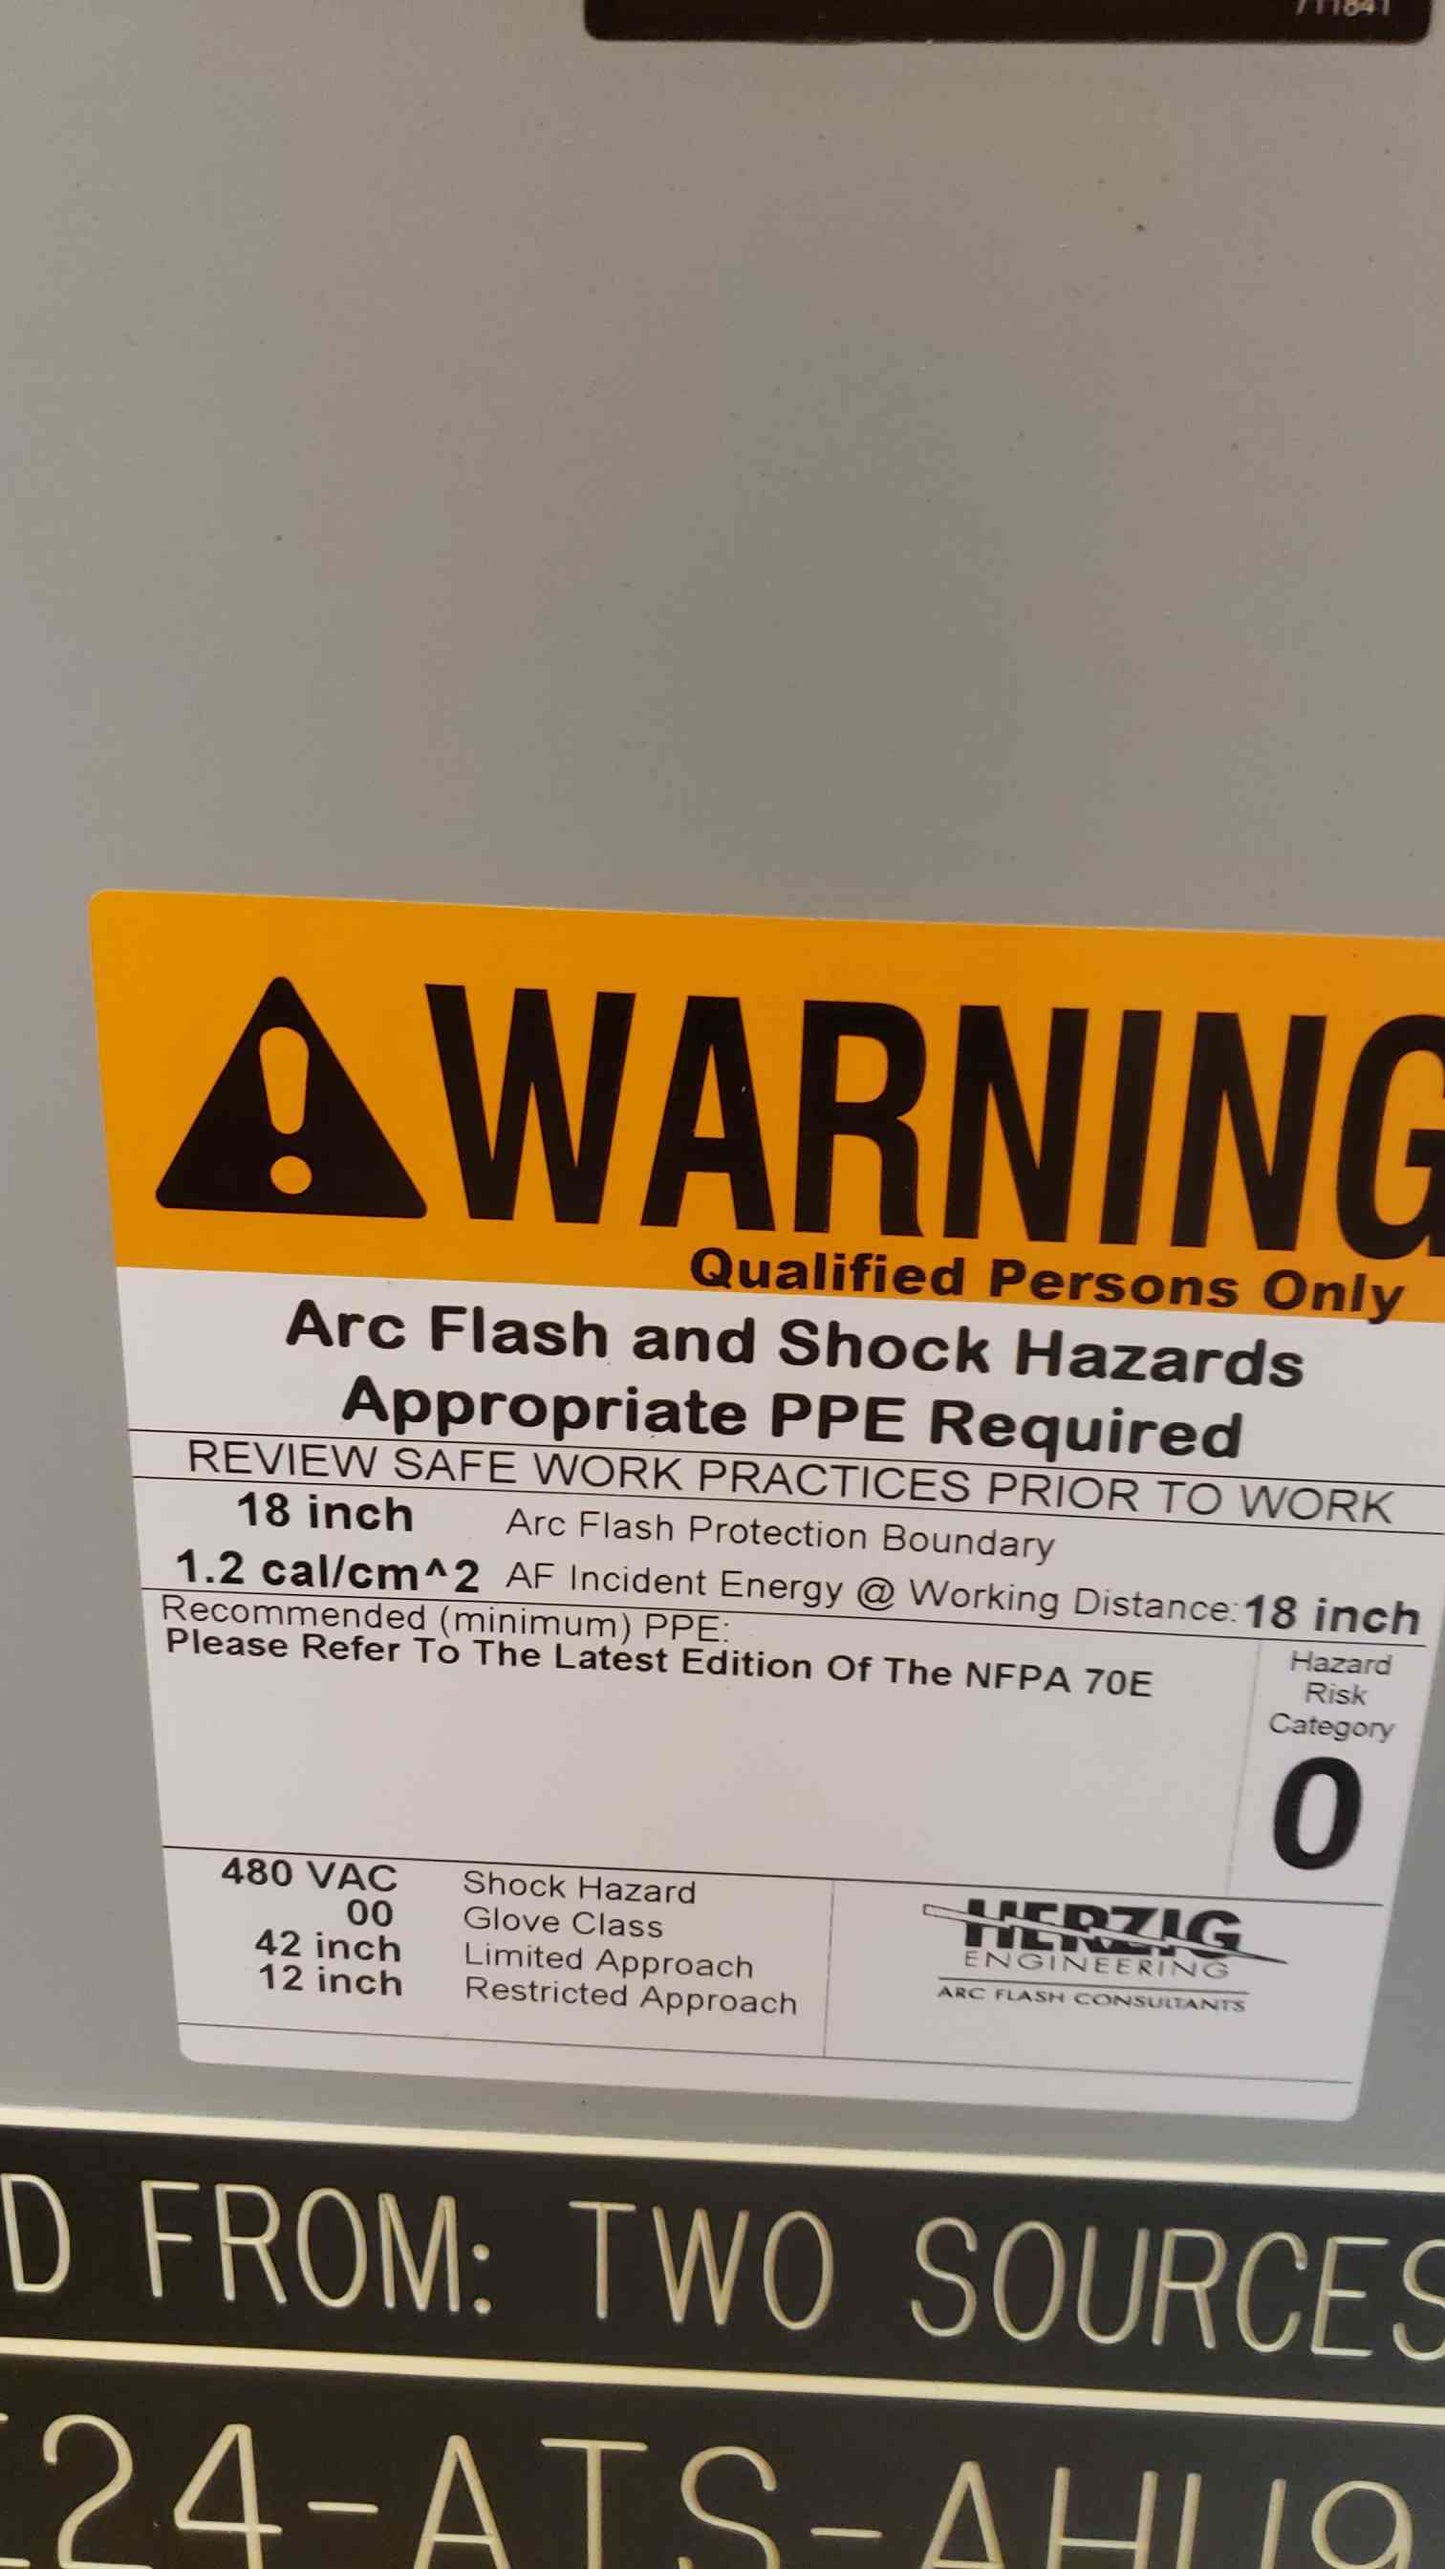 711841
WARNING
Qualified Persons Only
Arc Flash and Shock Hazards
Appropriate PPE Required
REVIEW SAFE WORK PRACTICES PRIOR TO WORK
18 inch Arc Flash Protection Boundary
1.2 cal/cm^2 AF Incident Energy @ Working Distance: 18 inch
Recommended (minimum) PPE:
Please Refer To The Latest Edition Of The NFPA 70E
Hazard
Risk
Category
0
480 VAC Shock Hazard
00 Glove Class
42 inch Limited Approach
12 inch Restricted Approach
HERZIG
ENGINEERING
ARC FLASH CONSULTANTS
D FROM: TWO SOURCES
24-ATS-AHU9